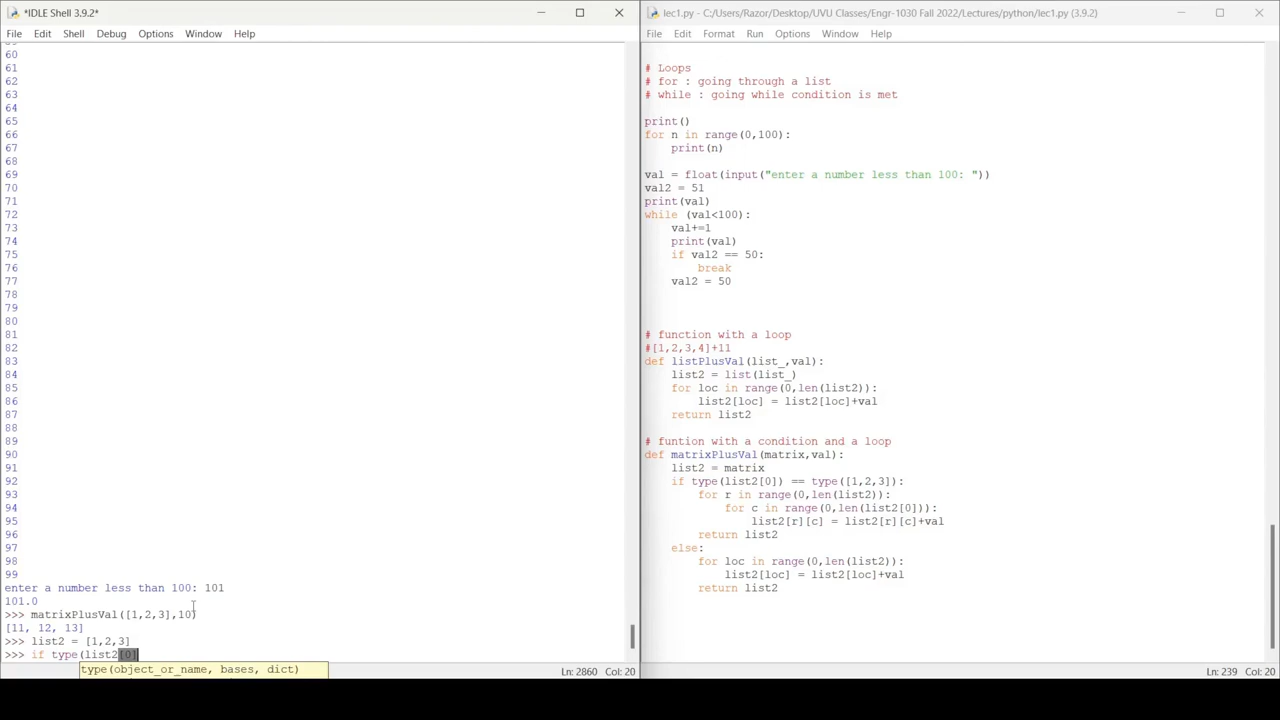 *IDLE Shell 3.9.2*
File Edit Shell Debug Options Window Help
60
61
62
63
64
65
66
67
68
69
70
71
72
73
74
75
76
77
78
79
80
81
82
83
84
85
86
87
88
89
90
91
92
93
94
95
96
97
98
99
enter a number less than 100: 101
101.0
>>> matrixPlusVal([1,2,3],10)
[11, 12, 13]
>>> list2 = [1,2,3]
>>> if type(list2[0]
type(object_or_name, bases, dict)
Ln: 2860 Col: 20
lec1.py - C:/Users/Razor/Desktop/UVU Classes/Engr-1030 Fall 2022/Lectures/python/lec1.py (3.9.2)
File Edit Format Run Options Window Help
# Loops
# for : going through a list
# while : going while condition is met
print()
for n in range(0,100):
    print(n)
val = float(input("enter a number less than 100: "))
val2 = 51
print(val)
while (val<100):
    val+=1
    print(val)
    if val2 == 50:
        break
    val2 = 50
# function with a loop
#[1,2,3,4]+11
def listPlusVal(list_,val):
    list2 = list(list_)
    for loc in range(0,len(list2)):
        list2[loc] = list2[loc]+val
    return list2
# funtion with a condition and a loop
def matrixPlusVal(matrix,val):
    list2 = matrix
    if type(list2[0]) == type([1,2,3]):
        for r in range(0,len(list2)):
            for c in range(0,len(list2[0])):
                list2[r][c] = list2[r][c]+val
        return list2
    else:
        for loc in range(0,len(list2)):
            list2[loc] = list2[loc]+val
        return list2
Ln: 239 Col: 20